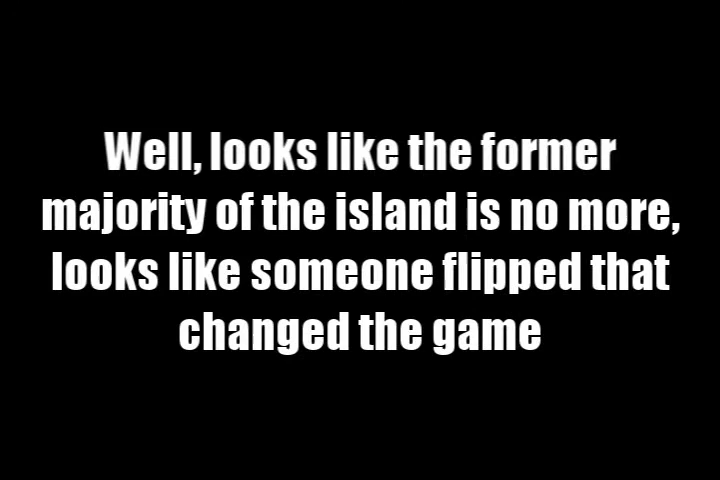 Well, looks like the former
majority of the island is no more,
looks like someone flipped that
changed the game